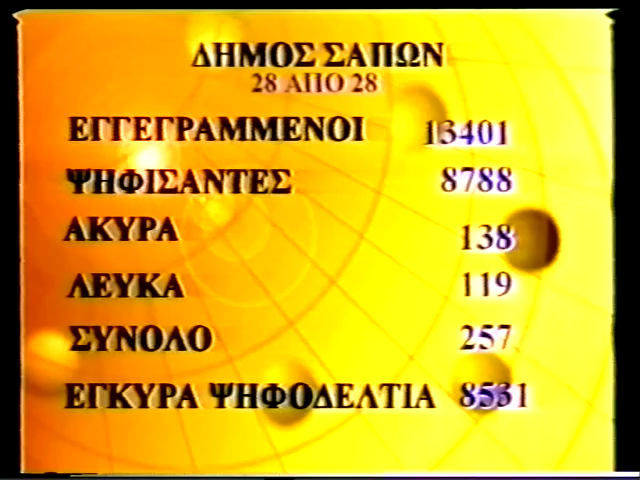 ΔΗΜΟΣ ΣΑΠΩΝ
28 ΑΠΟ 28
ΕΓΓΕΓΡΑΜΜΕΝΟΙ 13401
ΨΗΦΙΣΑΝΤΕΣ 8788
ΑΚΥΡΑ 138
ΛΕΥΚΑ 119
ΣΥΝΟΛΟ 257
ΕΓΚΥΡΑ ΨΗΦΟΔΕΛΤΙΑ 8531